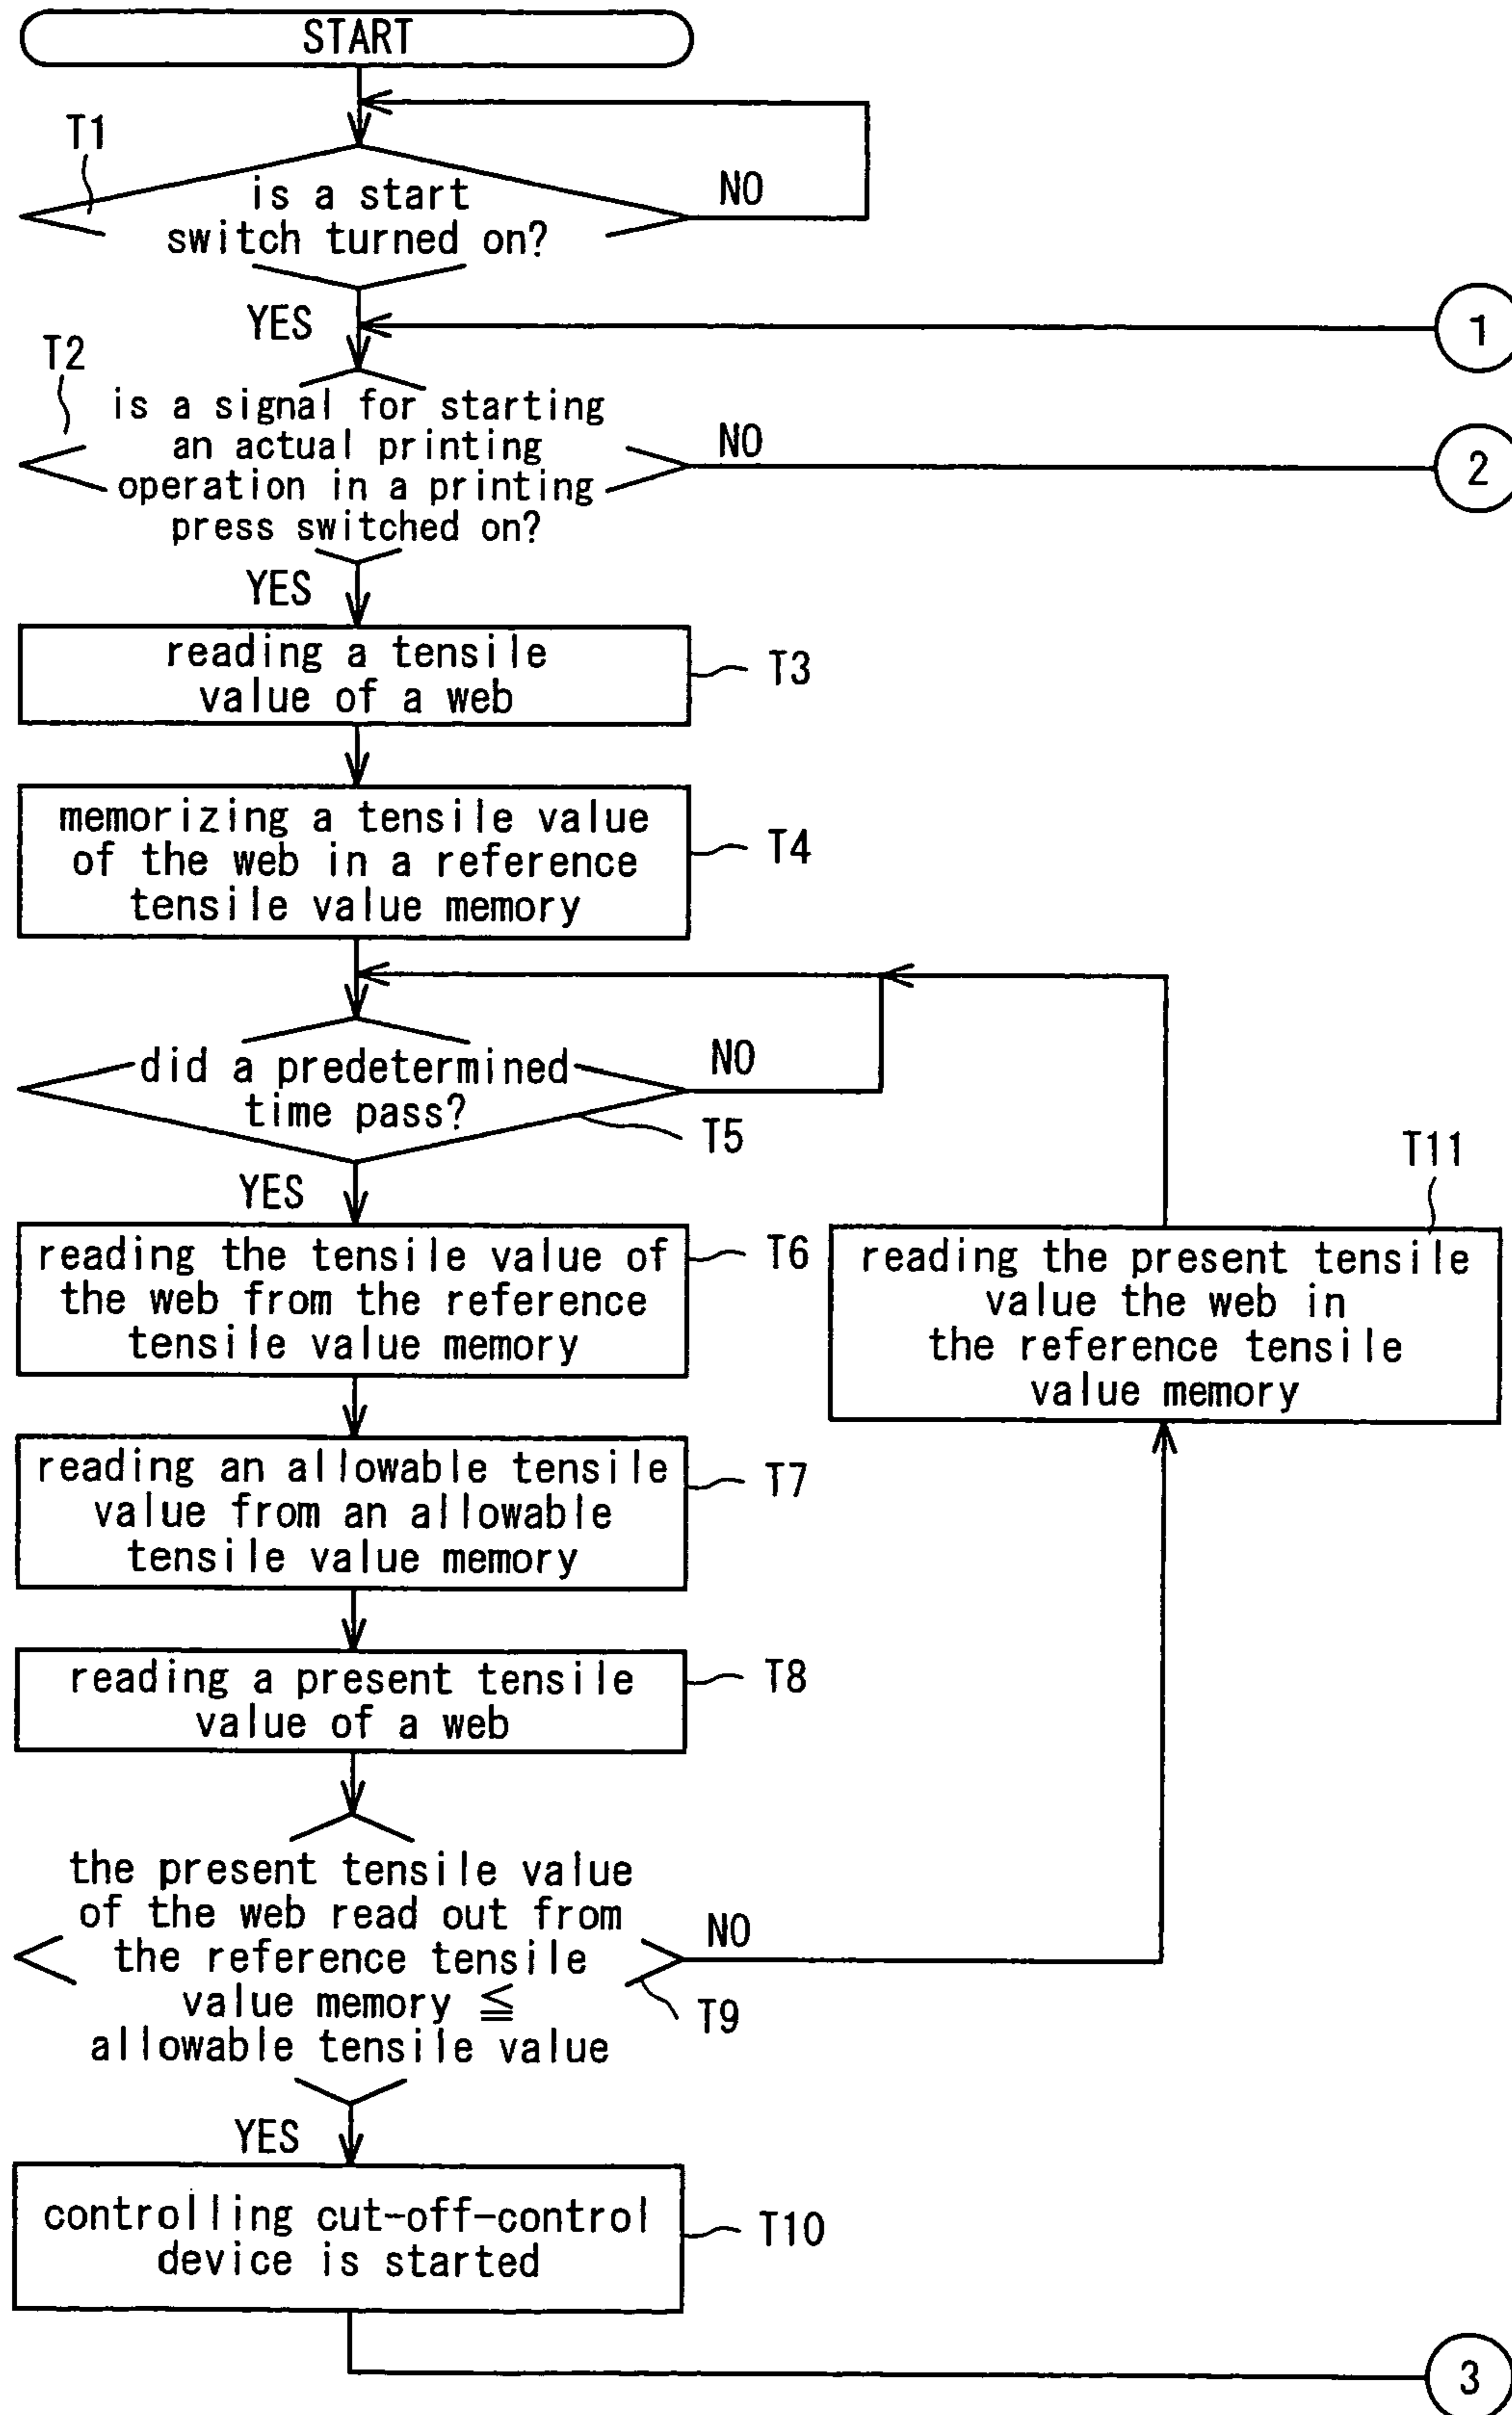 START
T1
is a start
switch turned on?
NO
YES
1
T2
is a signal for starting
an actual printing
operation in a printing
press switched on?
NO
2
YES
reading a tensile
value of a web
T3
memorizing a tensile value
of the web in a reference
tensile value memory
T4
did a predetermined
time pass?
NO
T5
YES
T11
reading the tensile value of
the web from the reference
tensile value memory
T6
reading the present tensile
value the web in
the reference tensile
value memory
reading an allowable tensile
value from an allowable
tensile value memory
T7
reading a present tensile
value of a web
T8
the present tensile value
of the web read out from
the reference tensile
value memory ≦
allowable tensile value
NO
T9
YES
controlling cut-off-control
device is started
T10
3